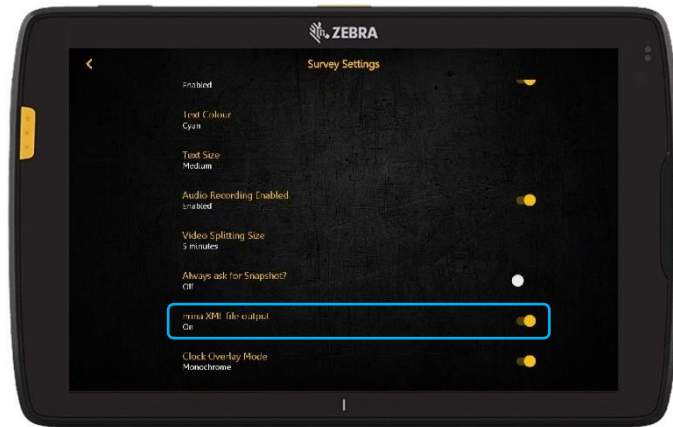 ZEBRA
Survey Settings
Enabled
Text Colour
Cyan
Text Size
Medium
Audio Recording Enabled
Enabled
Video Splitting Size
5 minutes
Always ask for Snapshot?
Off
mina XML file output
On
Clock Overlay Mode
Monochrome